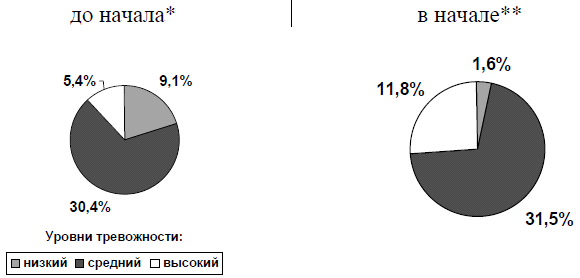 до начала*
в начале**
5,4%
9,1%
30,4%
1,6%
11,8%
31,5%
Уровни тревожности:
низкий средний высокий